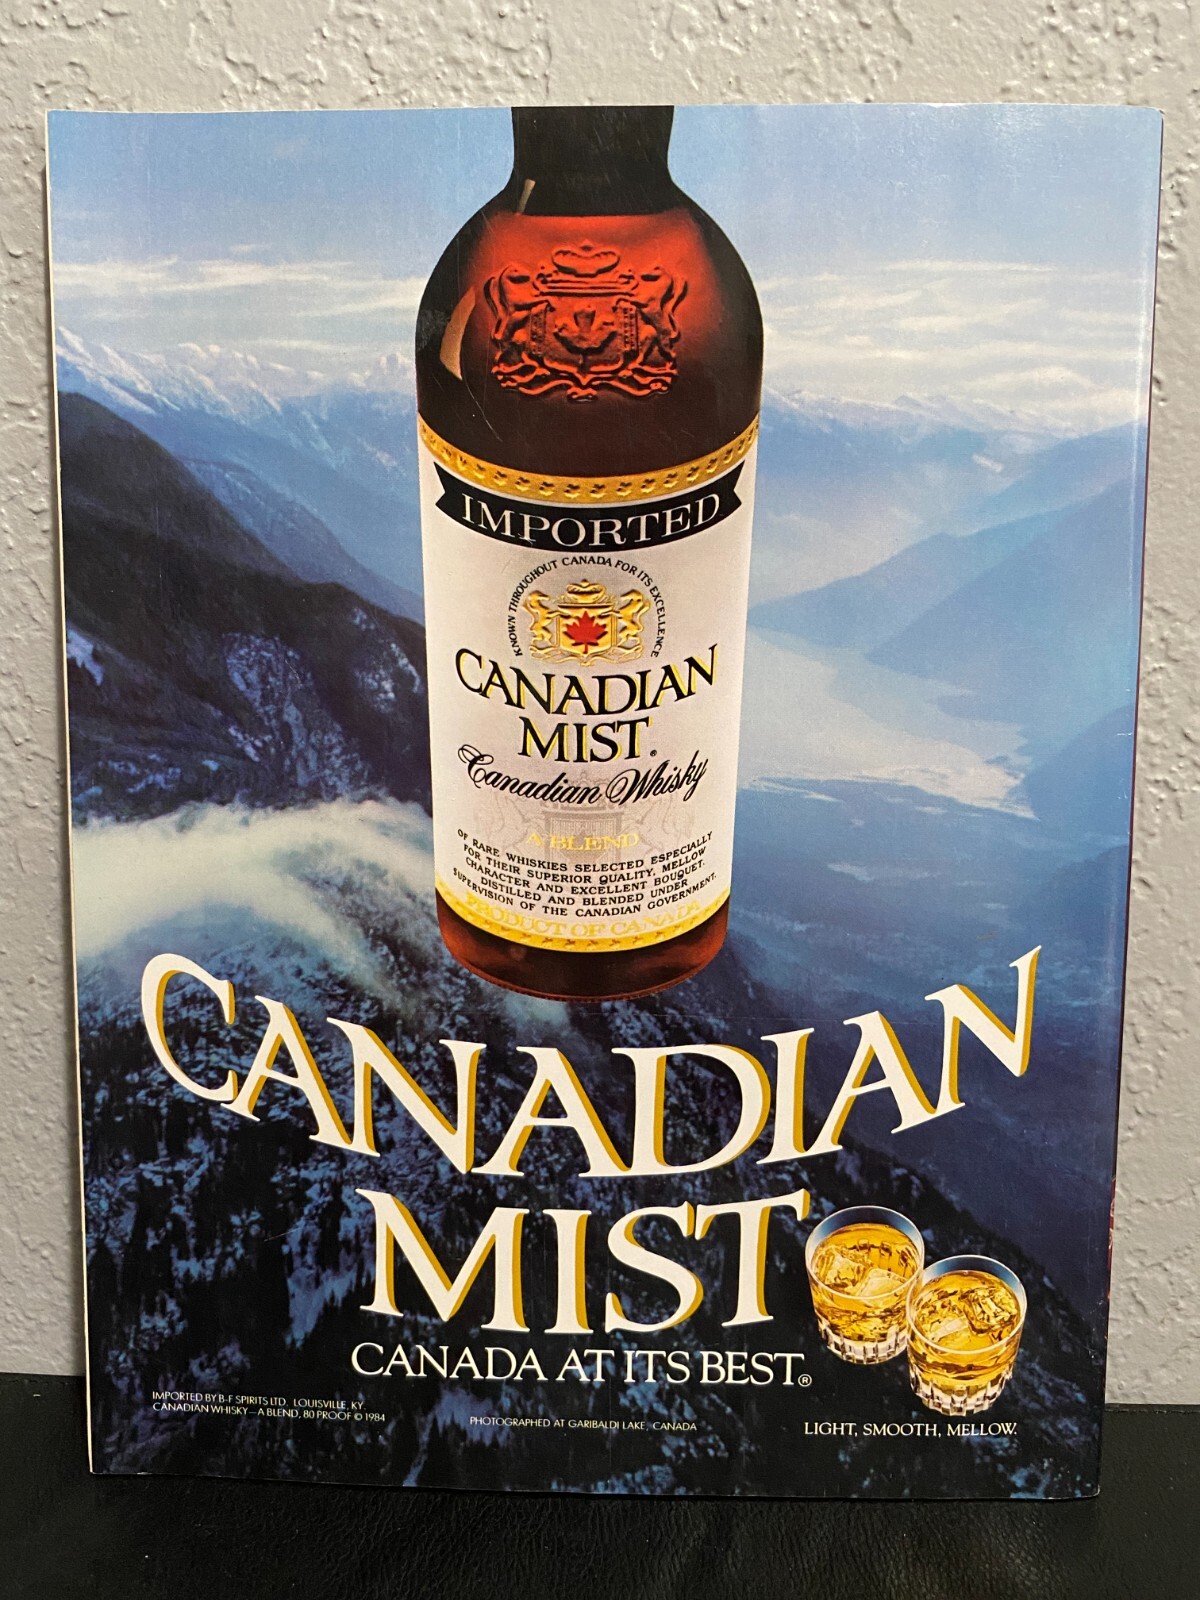 IMPORTED
KNOWN THROUGHOUT CANADA FOR ITS EXCELLENCE
CANADIAN
MIST®
Canadian Whisky
A BLEND
OF RARE WHISKIES SELECTED ESPECIALLY
FOR THEIR SUPERIOR QUALITY, MELLOW
CHARACTER AND EXCELLENT BOUQUET.
DISTILLED AND BLENDED UNDER
SUPERVISION OF THE CANADIAN GOVERNMENT.
PRODUCT OF CANADA
CANADIAN
MIST
CANADA AT ITS BEST®
IMPORTED BY B-F SPIRITS LTD. LOUISVILLE, KY.
CANADIAN WHISKY—A BLEND, 80 PROOF © 1984
PHOTOGRAPHED AT GARIBALDI LAKE, CANADA
LIGHT, SMOOTH, MELLOW.